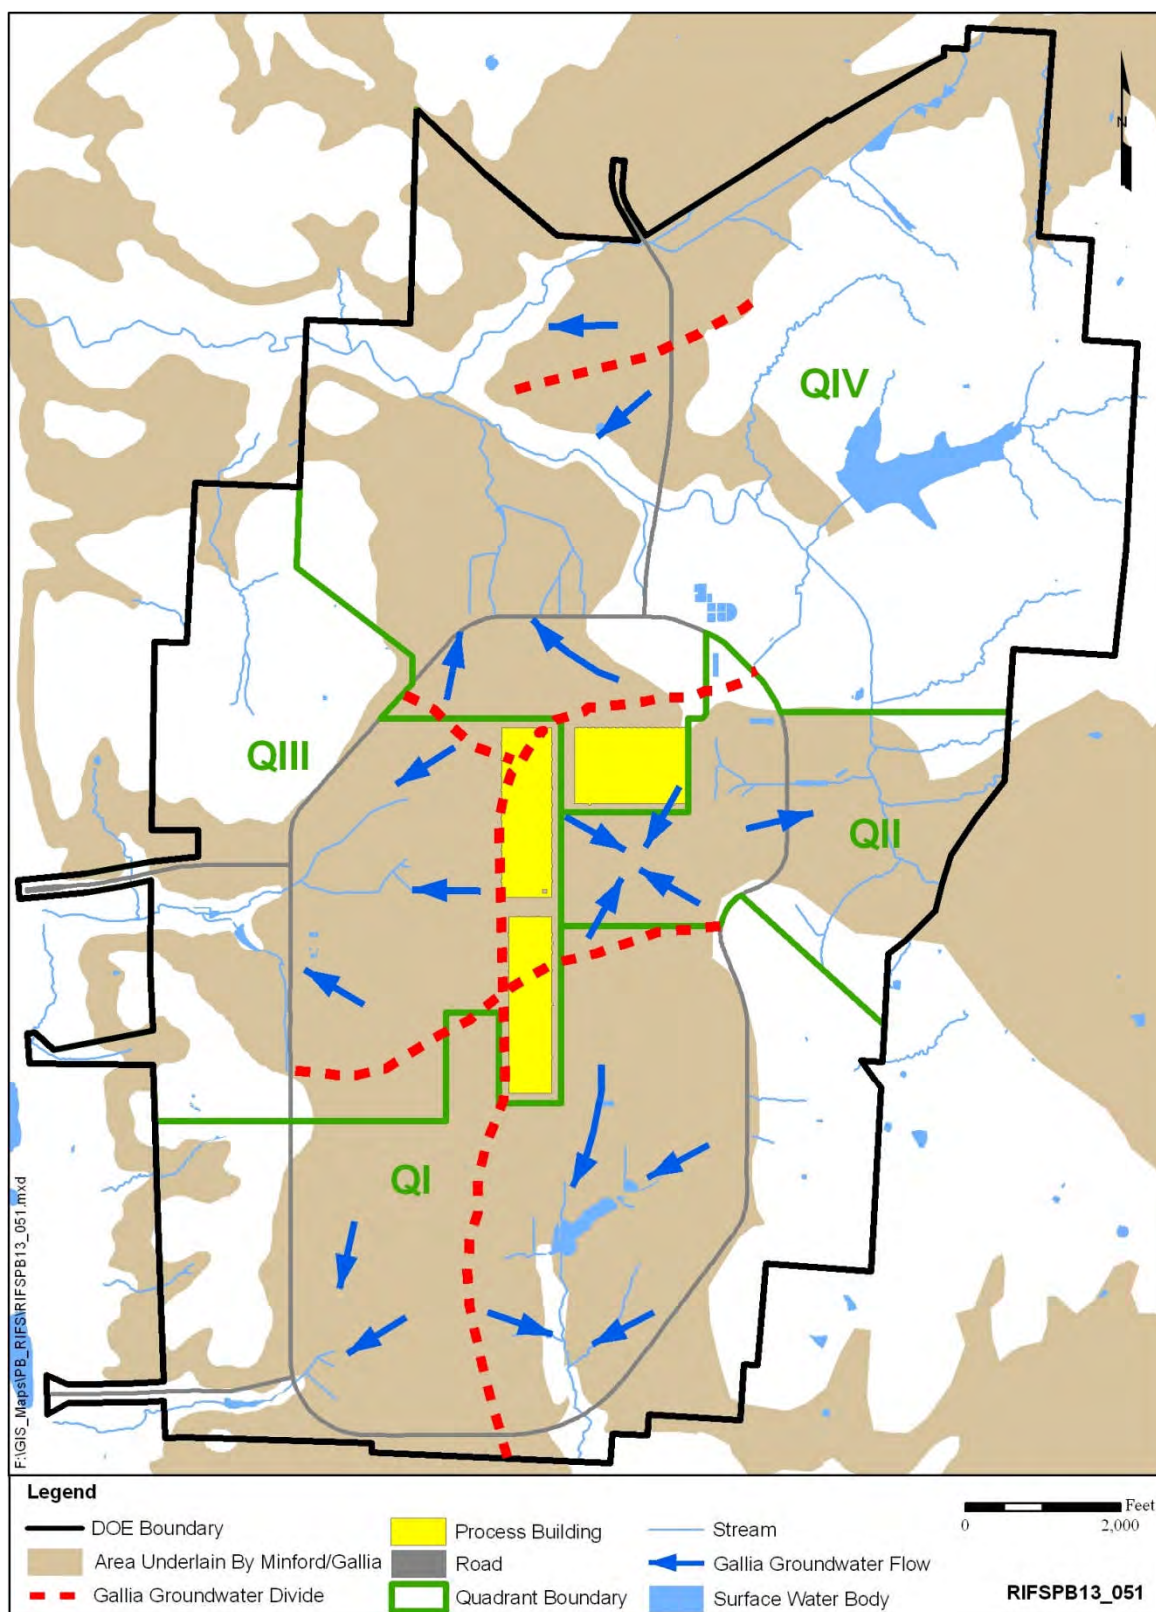 N
QIV
QIII
QII
QI
F:\GIS_Maps\PB_RIFS\RIFSPB13_051.mxd
Legend
DOE Boundary
Area Underlain By Minford/Gallia
Gallia Groundwater Divide
Process Building
Road
Quadrant Boundary
Stream
Gallia Groundwater Flow
Surface Water Body
Feet
0 2,000
RIFSPB13_051